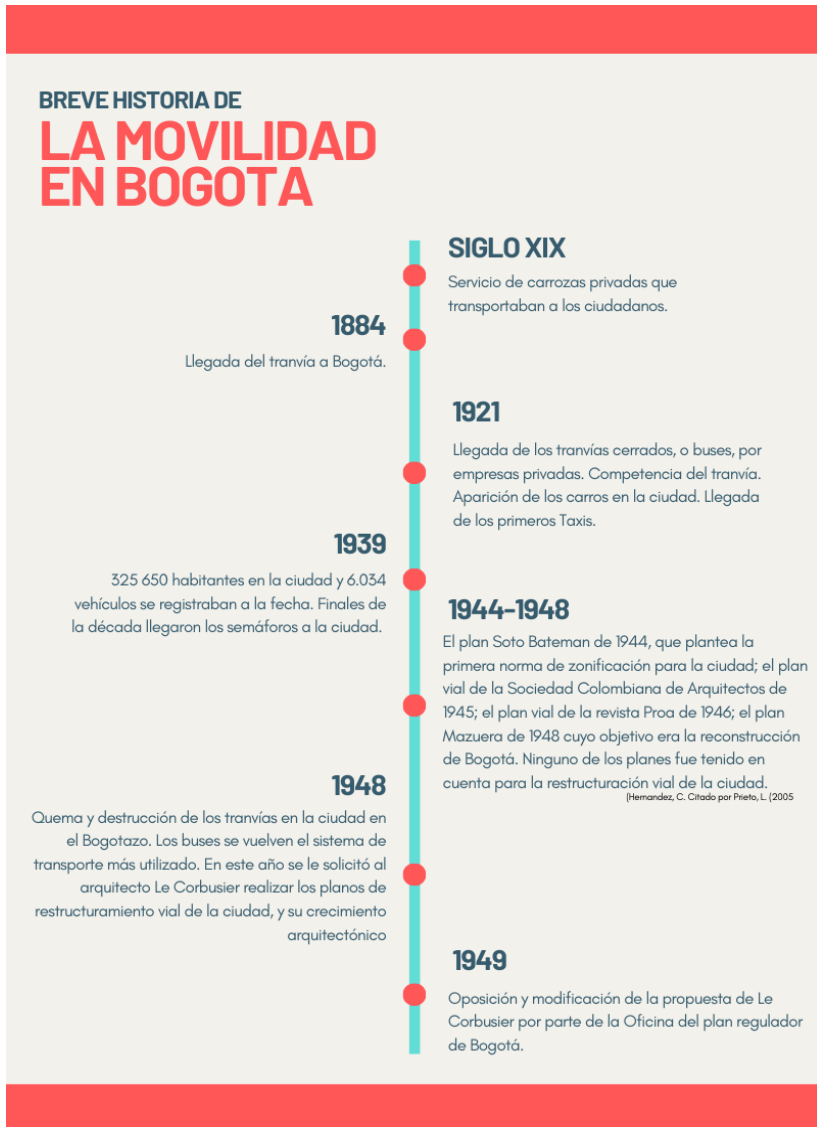 BREVE HISTORIA DE
LA MOVILIDAD
EN BOGOTA
SIGLO XIX
Servicio de carrozas privadas que
transportaban a los ciudadanos.
1884
Llegada del tranvía a Bogotá.
1921
Llegada de los tranvías cerrados, o buses, por
empresas privadas. Competencia del tranvía.
Aparición de los carros en la ciudad. Llegada
de los primeros Taxis.
1939
325 650 habitantes en la ciudad y 6.034
vehículos se registraban a la fecha. Finales de
la década llegaron los semáforos a la ciudad.
1944-1948
El plan Soto Bateman de 1944, que plantea la
primera norma de zonificación para la ciudad; el plan
vial de la Sociedad Colombiana de Arquitectos de
1945; el plan vial de la revista Proa de 1946; el plan
Mazuera de 1948 cuyo objetivo era la reconstrucción
de Bogotá. Ninguno de los planes fue tenido en
cuenta para la restructuración vial de la ciudad.
(Hernandez, C. Citado por Prieto, L. (2005
1948
Quema y destrucción de los tranvías en la ciudad en
el Bogotazo. Los buses se vuelven el sistema de
transporte más utilizado. En este año se le solicitó al
arquitecto Le Corbusier realizar los planos de
restructuramiento vial de la ciudad, y su crecimiento
arquitectónico
1949
Oposición y modificación de la propuesta de Le
Corbusier por parte de la Oficina del plan regulador
de Bogotá.